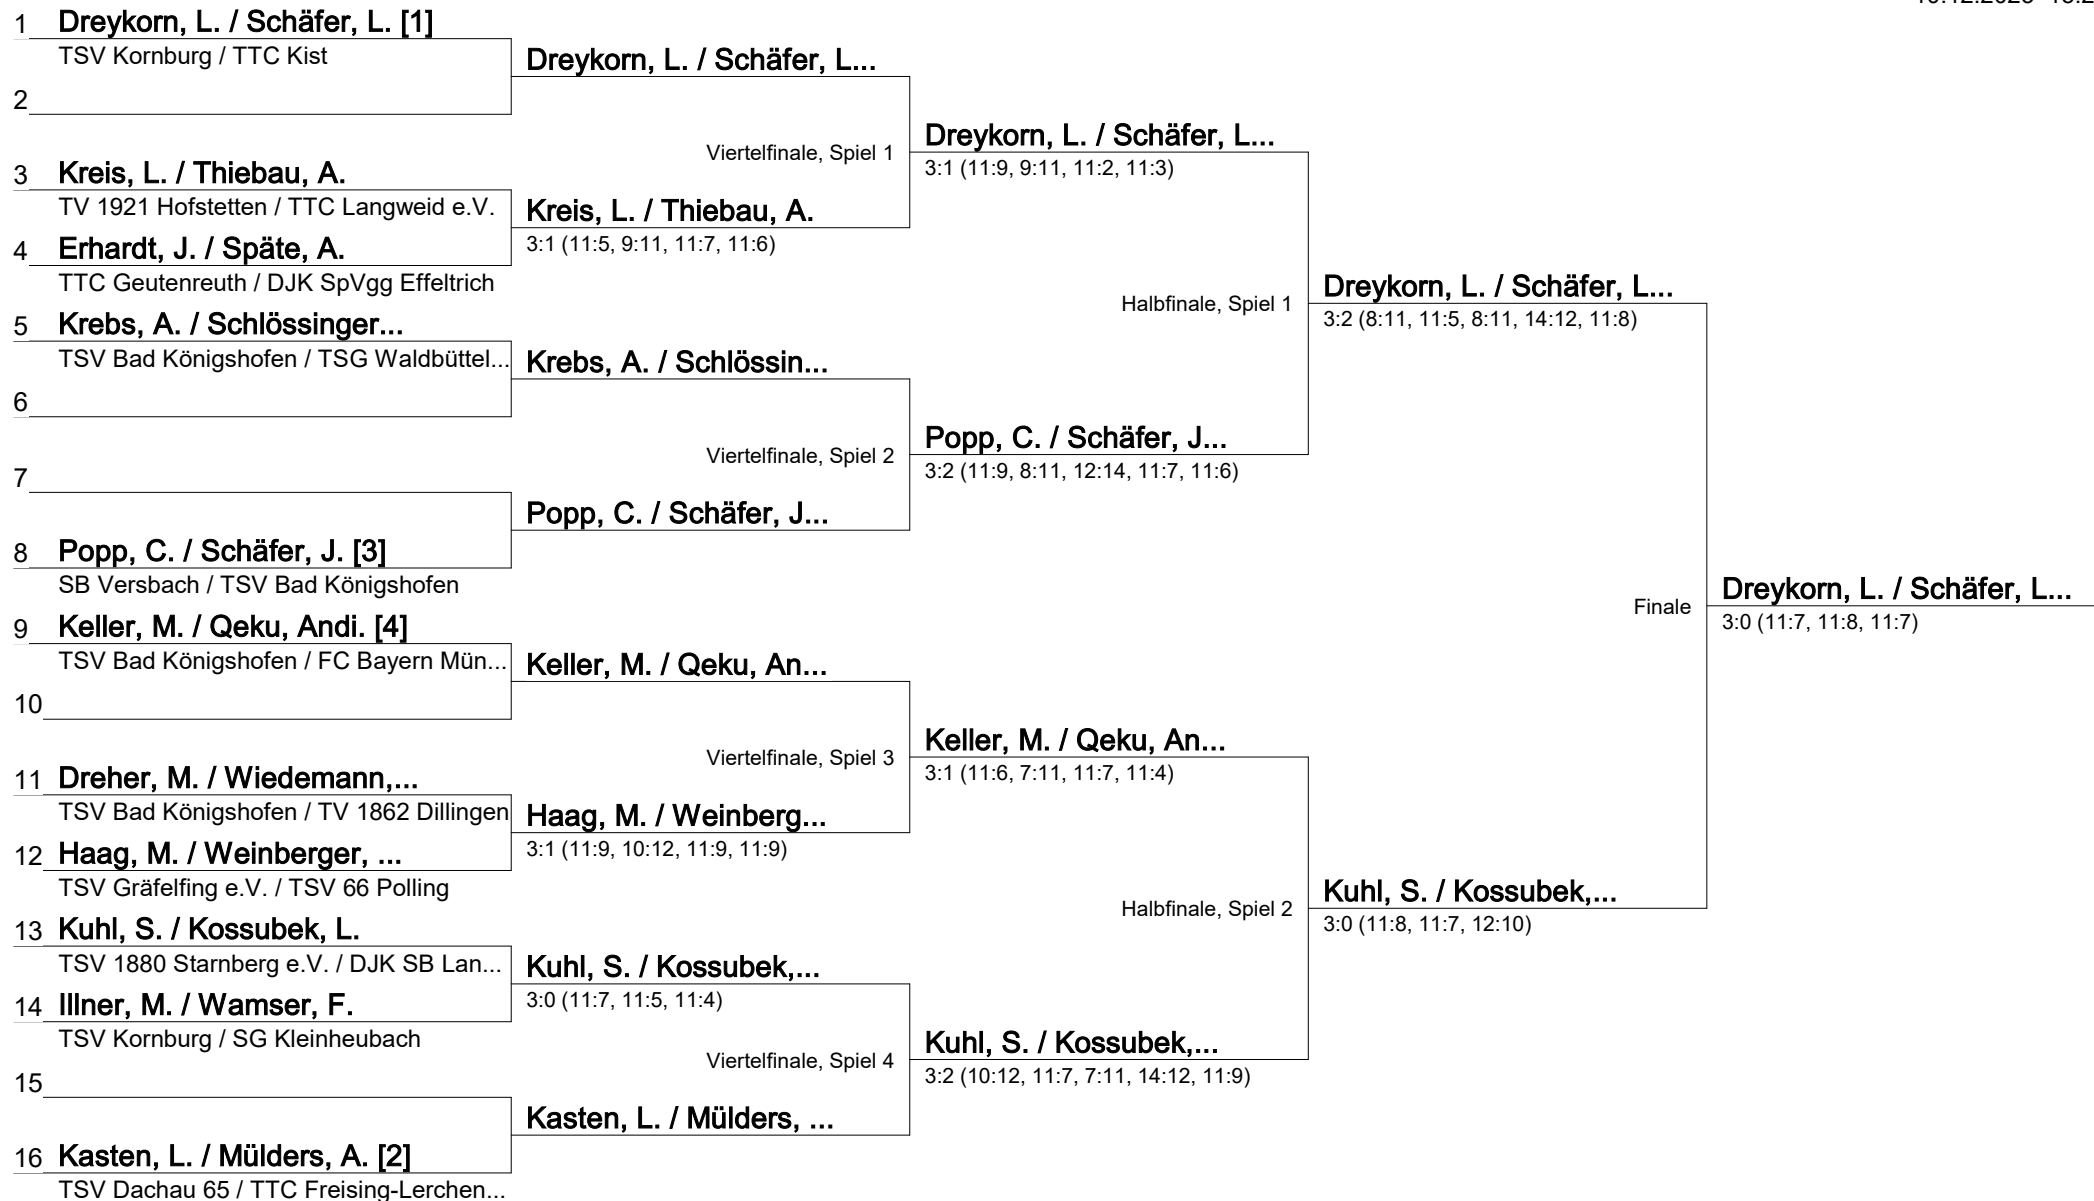 1 Dreykorn, L. / Schäfer, L. [1]
TSV Kornburg / TTC Kist
Dreykorn, L. / Schäfer, L...
2
Viertelfinale, Spiel 1
Dreykorn, L. / Schäfer, L...
3:1 (11:9, 9:11, 11:2, 11:3)
3 Kreis, L. / Thiebau, A.
TV 1921 Hofstetten / TTC Langweid e.V.
Kreis, L. / Thiebau, A.
3:1 (11:5, 9:11, 11:7, 11:6)
4 Erhardt, J. / Späte, A.
TTC Geutenreuth / DJK SpVgg Effeltrich
Halbfinale, Spiel 1
Dreykorn, L. / Schäfer, L...
3:2 (8:11, 11:5, 8:11, 14:12, 11:8)
5 Krebs, A. / Schlössinger...
TSV Bad Königshofen / TSG Waldbüttel...
Krebs, A. / Schlössin...
6
Viertelfinale, Spiel 2
Popp, C. / Schäfer, J...
3:2 (11:9, 8:11, 12:14, 11:7, 11:6)
7
Popp, C. / Schäfer, J...
8 Popp, C. / Schäfer, J. [3]
SB Versbach / TSV Bad Königshofen
Finale
Dreykorn, L. / Schäfer, L...
3:0 (11:7, 11:8, 11:7)
9 Keller, M. / Qeku, Andi. [4]
TSV Bad Königshofen / FC Bayern Mün...
Keller, M. / Qeku, An...
10
Viertelfinale, Spiel 3
Keller, M. / Qeku, An...
3:1 (11:6, 7:11, 11:7, 11:4)
11 Dreher, M. / Wiedemann,...
TSV Bad Königshofen / TV 1862 Dillingen
Haag, M. / Weinberg...
3:1 (11:9, 10:12, 11:9, 11:9)
12 Haag, M. / Weinberger, ...
TSV Gräfelfing e.V. / TSV 66 Polling
Halbfinale, Spiel 2
Kuhl, S. / Kossubek,...
3:0 (11:8, 11:7, 12:10)
13 Kuhl, S. / Kossubek, L.
TSV 1880 Starnberg e.V. / DJK SB Lan...
Kuhl, S. / Kossubek,...
3:0 (11:7, 11:5, 11:4)
14 Illner, M. / Wamser, F.
TSV Kornburg / SG Kleinheubach
Viertelfinale, Spiel 4
Kuhl, S. / Kossubek,...
3:2 (10:12, 11:7, 7:11, 14:12, 11:9)
15
Kasten, L. / Mülders, ...
16 Kasten, L. / Mülders, A. [2]
TSV Dachau 65 / TTC Freising-Lerchen...